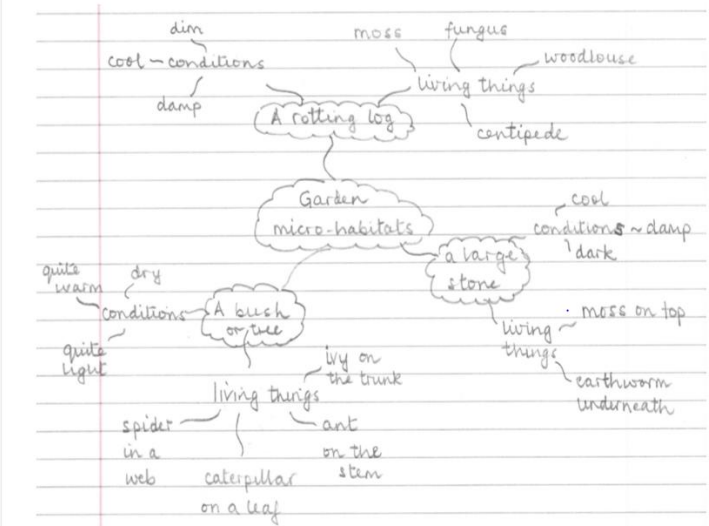 dim
cool - conditions
damp
A rotting log
moss
fungus
woodlouse
living things
centipede
Garden
micro-habitats
a large
stone
cool
conditions ~ damp
dark
living
things
moss on top
earthworm
underneath
A bush
or tree
quite
warm
dry
conditions
quite
light
living things
ivy on
the trunk
spider
in a
web
caterpillar
on a leaf
ant
on the
stem